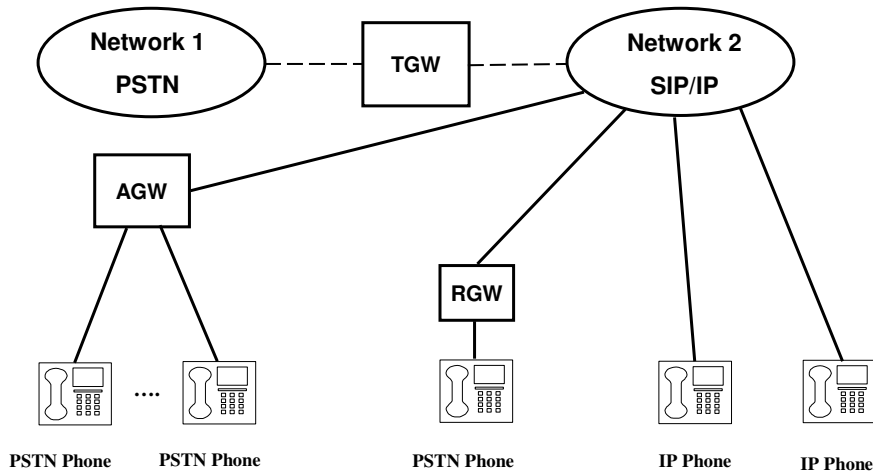 Network 1
PSTN
TGW
Network 2
SIP/IP
AGW
RGW
....
PSTN Phone
PSTN Phone
PSTN Phone
IP Phone
IP Phone